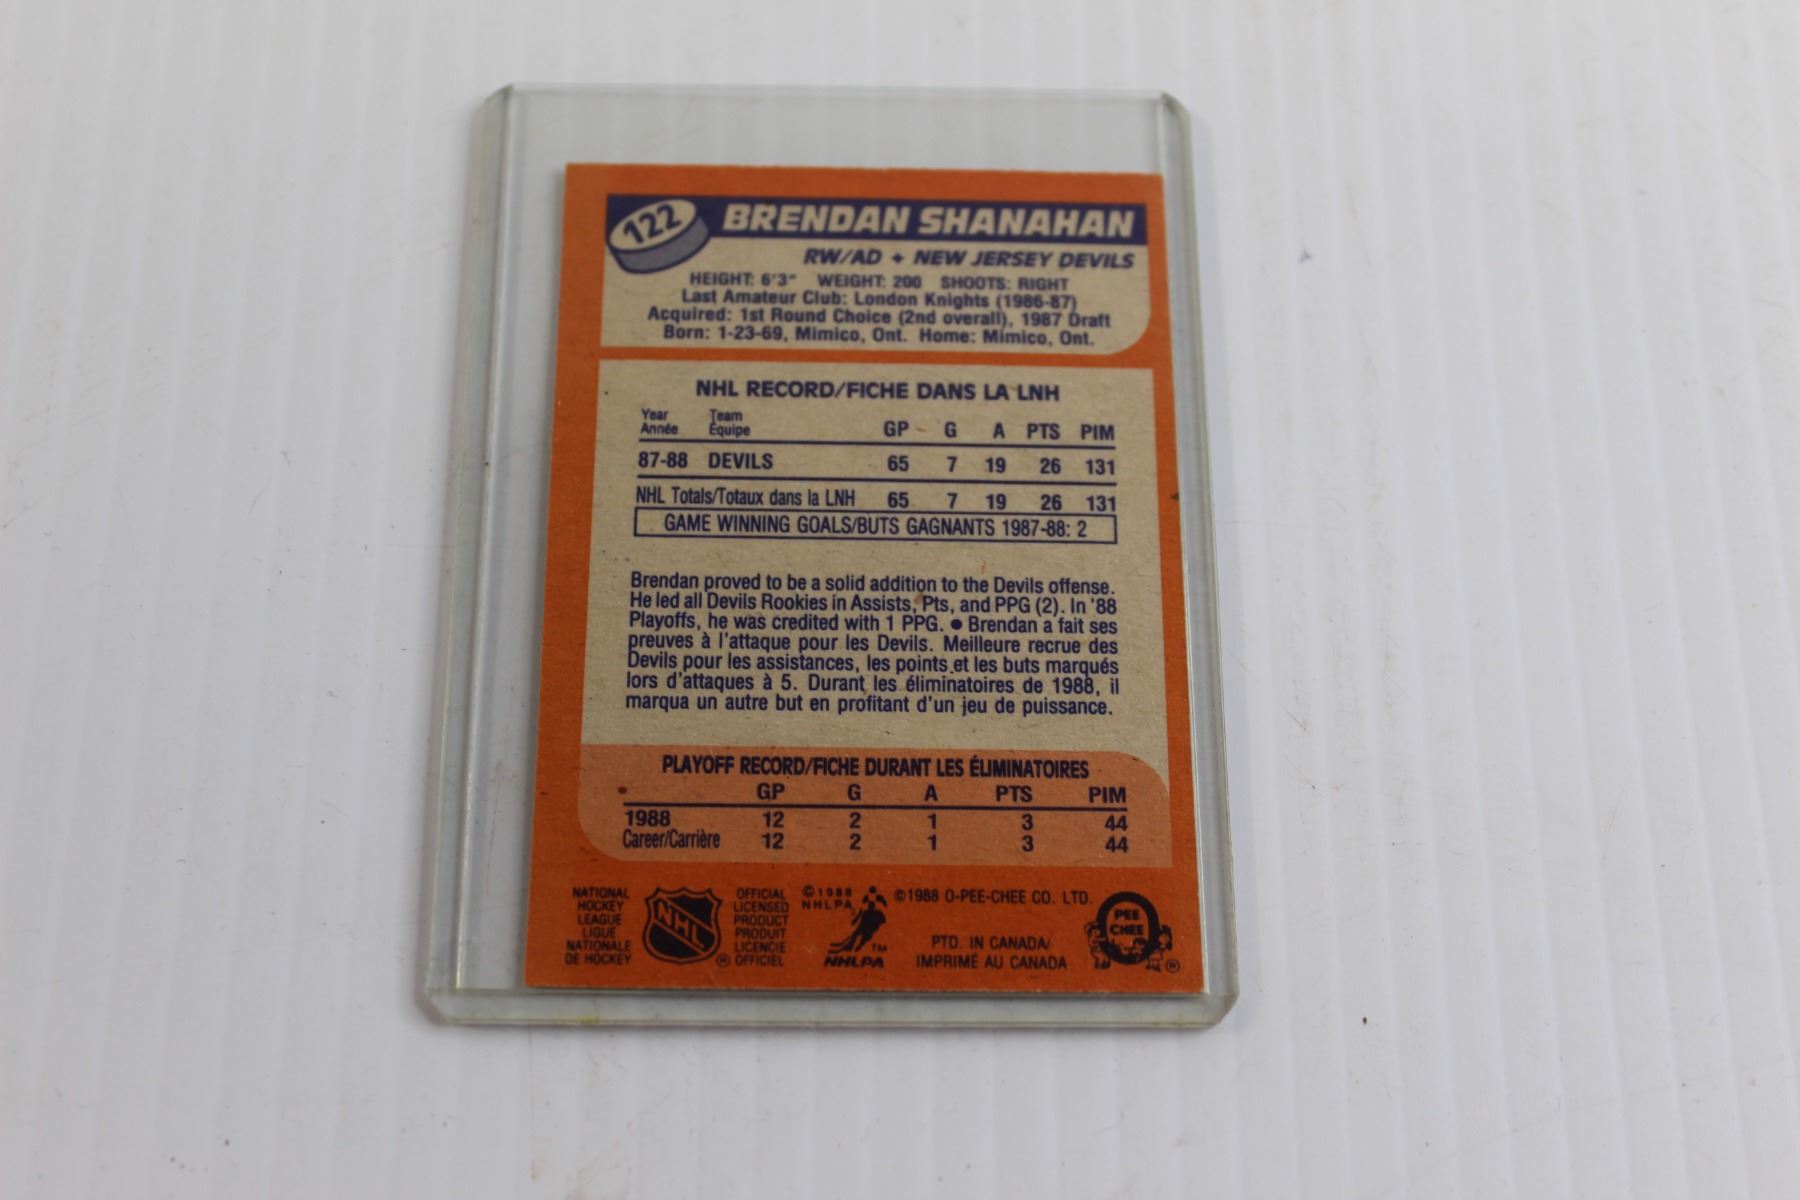 122
BRENDAN SHANAHAN
RW/AD ✦ NEW JERSEY DEVILS
HEIGHT: 6'3" WEIGHT: 200 SHOOTS: RIGHT
Last Amateur Club: London Knights (1986-87)
Acquired: 1st Round Choice (2nd overall), 1987 Draft
Born: 1-23-69, Mimico, Ont. Home: Mimico, Ont.
NHL RECORD/FICHE DANS LA LNH
Year Team
Année Équipe GP G A PTS PIM
87-88 DEVILS 65 7 19 26 131
NHL Totals/Totaux dans la LNH 65 7 19 26 131
GAME WINNING GOALS/BUTS GAGNANTS 1987-88: 2
Brendan proved to be a solid addition to the Devils offense.
He led all Devils Rookies in Assists, Pts, and PPG (2). In '88
Playoffs, he was credited with 1 PPG. ● Brendan a fait ses
preuves à l'attaque pour les Devils. Meilleure recrue des
Devils pour les assistances, les points et les buts marqués
lors d'attaques à 5. Durant les éliminatoires de 1988, il
marqua un autre but en profitant d'un jeu de puissance.
PLAYOFF RECORD/FICHE DURANT LES ÉLIMINATOIRES
GP G A PTS PIM
1988 12 2 1 3 44
Career/Carrière 12 2 1 3 44
NATIONAL
HOCKEY
LEAGUE
LIGUE
NATIONALE
DE HOCKEY
NHL
®
OFFICIAL
LICENSED
PRODUCT
PRODUIT
LICENCIE
OFFICIEL
©1988
NHLPA
TM
NHLPA
©1988 O-PEE-CHEE CO. LTD.
PTD. IN CANADA/
IMPRIMÉ AU CANADA
O
PEE
CHEE
®